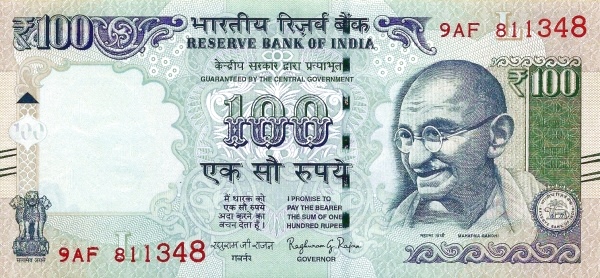 ₹100
भारतीय रिज़र्व बैंक
RESERVE BANK OF INDIA
9AF 811348
केन्द्रीय सरकार द्वारा प्रत्याभूत
GUARANTEED BY THE CENTRAL GOVERNMENT
₹100
100
100
एक सौ रुपये
मैं धारक को
एक सौ रुपये
अदा करने का
वचन देता हूँ।
I PROMISE TO
PAY THE BEARER
THE SUM OF ONE
HUNDRED RUPEES
महात्मा गांधी MAHATMA GANDHI
L
L
सत्यमेव जयते
9AF 811348
रघुराम गो राजन
गवर्नर
Raghuram G. Rajan
GOVERNOR